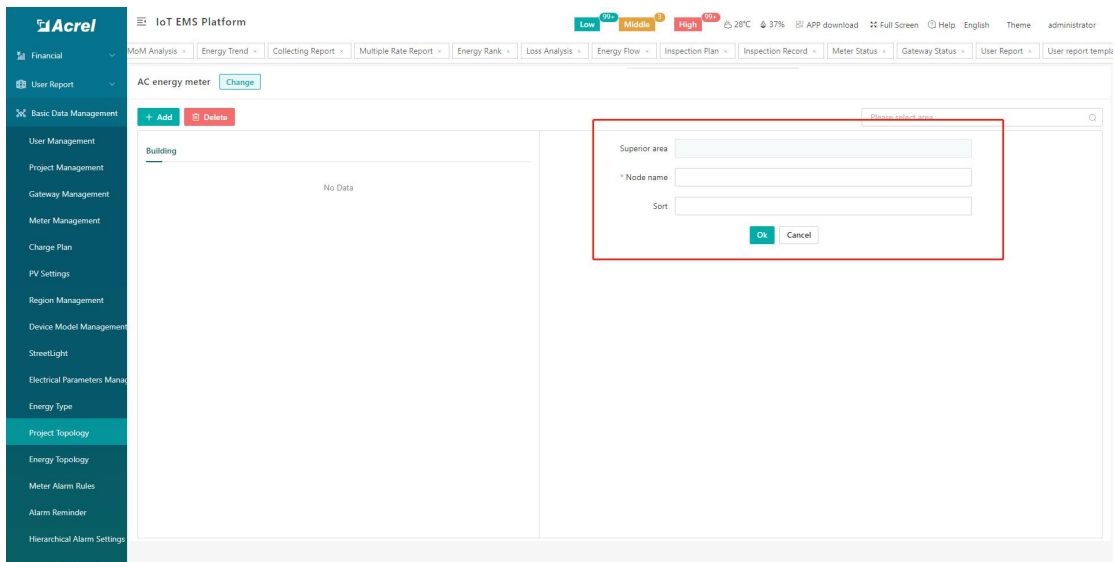 Acrel
IoT EMS Platform
Low 99+ Middle 3 High 99+ 28℃ 37% APP download Full Screen Help English Theme administrator
MoM Analysis × Energy Trend × Collecting Report × Multiple Rate Report × Energy Rank × Loss Analysis × Energy Flow × Inspection Plan × Inspection Record × Meter Status × Gateway Status × User Report × User report templa
Financial
User Report
Basic Data Management
User Management
Project Management
Gateway Management
Meter Management
Charge Plan
PV Settings
Region Management
Device Model Management
StreetLight
Electrical Parameters Manag
Energy Type
Project Topology
Energy Topology
Meter Alarm Rules
Alarm Reminder
Hierarchical Alarm Settings
AC energy meter Change
+ Add Delete
Please select area
Building
No Data
Superior area
* Node name
Sort
Ok Cancel